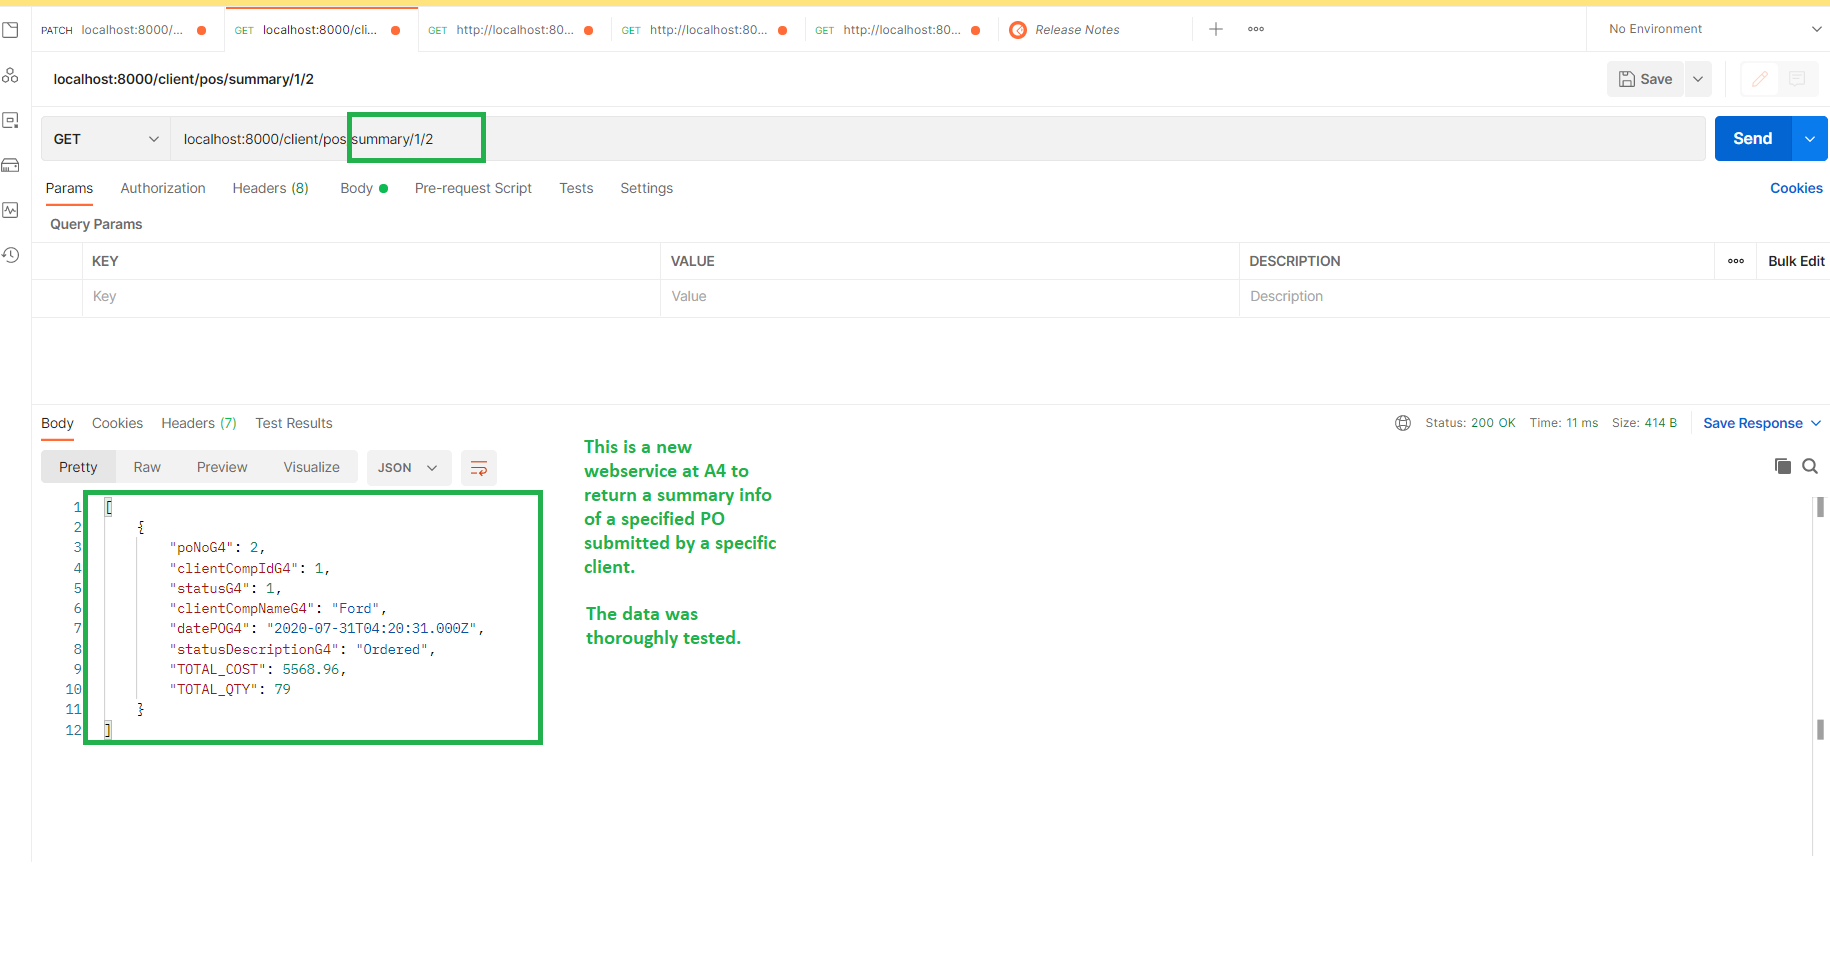 PATCH localhost:8000/... GET localhost:8000/cli... GET http://localhost:80... GET http://localhost:80... GET http://localhost:80... Release Notes No Environment
localhost:8000/client/pos/summary/1/2 Save
GET localhost:8000/client/pos/summary/1/2 Send
Params Authorization Headers (8) Body Pre-request Script Tests Settings Cookies
Query Params
KEY VALUE DESCRIPTION Bulk Edit
Key Value Description
Body Cookies Headers (7) Test Results Status: 200 OK Time: 11 ms Size: 414 B Save Response
Pretty Raw Preview Visualize JSON
1 [
2 {
3 "poNoG4": 2,
4 "clientCompIdG4": 1,
5 "statusG4": 1,
6 "clientCompNameG4": "Ford",
7 "datePOG4": "2020-07-31T04:20:31.000Z",
8 "statusDescriptionG4": "Ordered",
9 "TOTAL_COST": 5568.96,
10 "TOTAL_QTY": 79
11 }
12 ]
This is a new
webservice at A4 to
return a summary info
of a specified PO
submitted by a specific
client.
The data was
thoroughly tested.